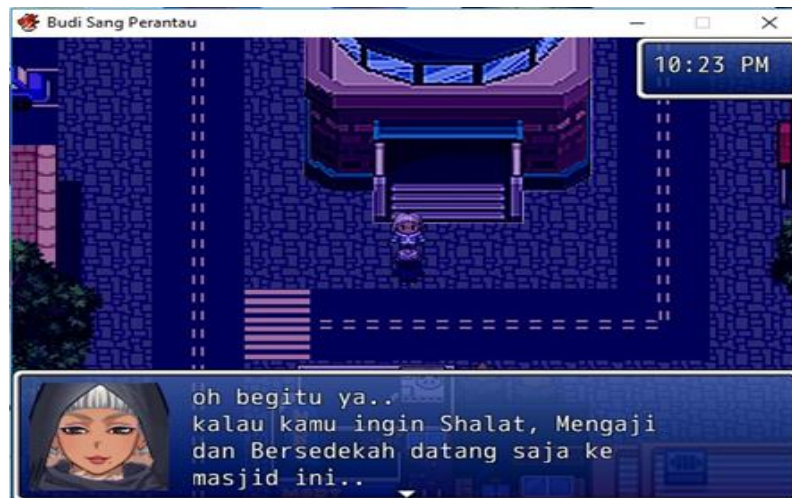 Budi Sang Perantau
10:23 PM
oh begitu ya..
kalau kamu ingin Shalat, Mengaji
dan Bersedekah datang saja ke
masjid ini..